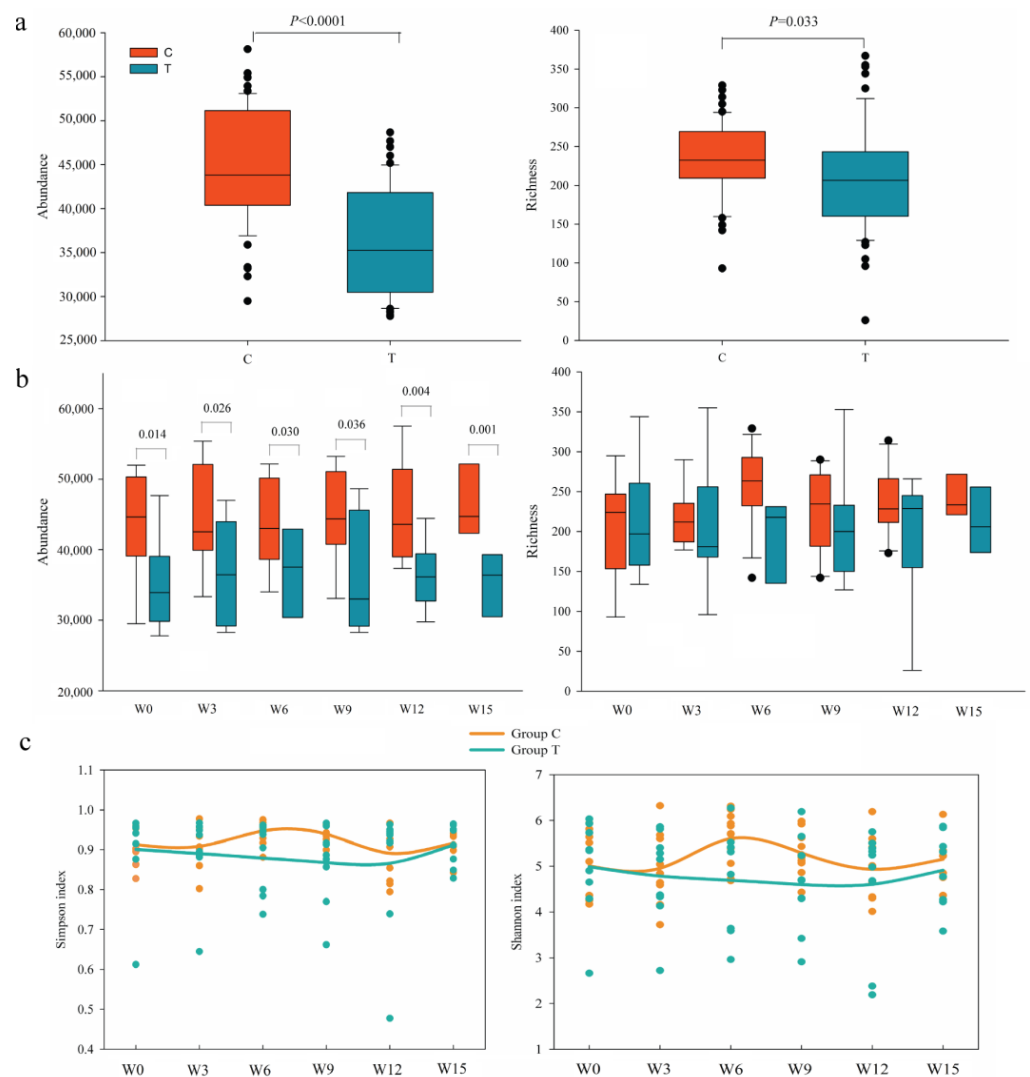 a
P<0.0001
60,000
55,000
50,000
45,000
40,000
35,000
30,000
25,000
Abundance
C
T
C
T
P=0.033
400
350
300
250
200
150
100
50
0
Richness
C
T
b
60,000
50,000
40,000
30,000
20,000
Abundance
0.014
0.026
0.030
0.036
0.004
0.001
W0 W3 W6 W9 W12 W15
400
350
300
250
200
150
100
50
0
Richness
W0 W3 W6 W9 W12 W15
c
Group C
Group T
1.1
1.0
0.9
0.8
0.7
0.6
0.5
0.4
Simpson index
W0 W3 W6 W9 W12 W15
7
6
5
4
3
2
1
Shannon index
W0 W3 W6 W9 W12 W15